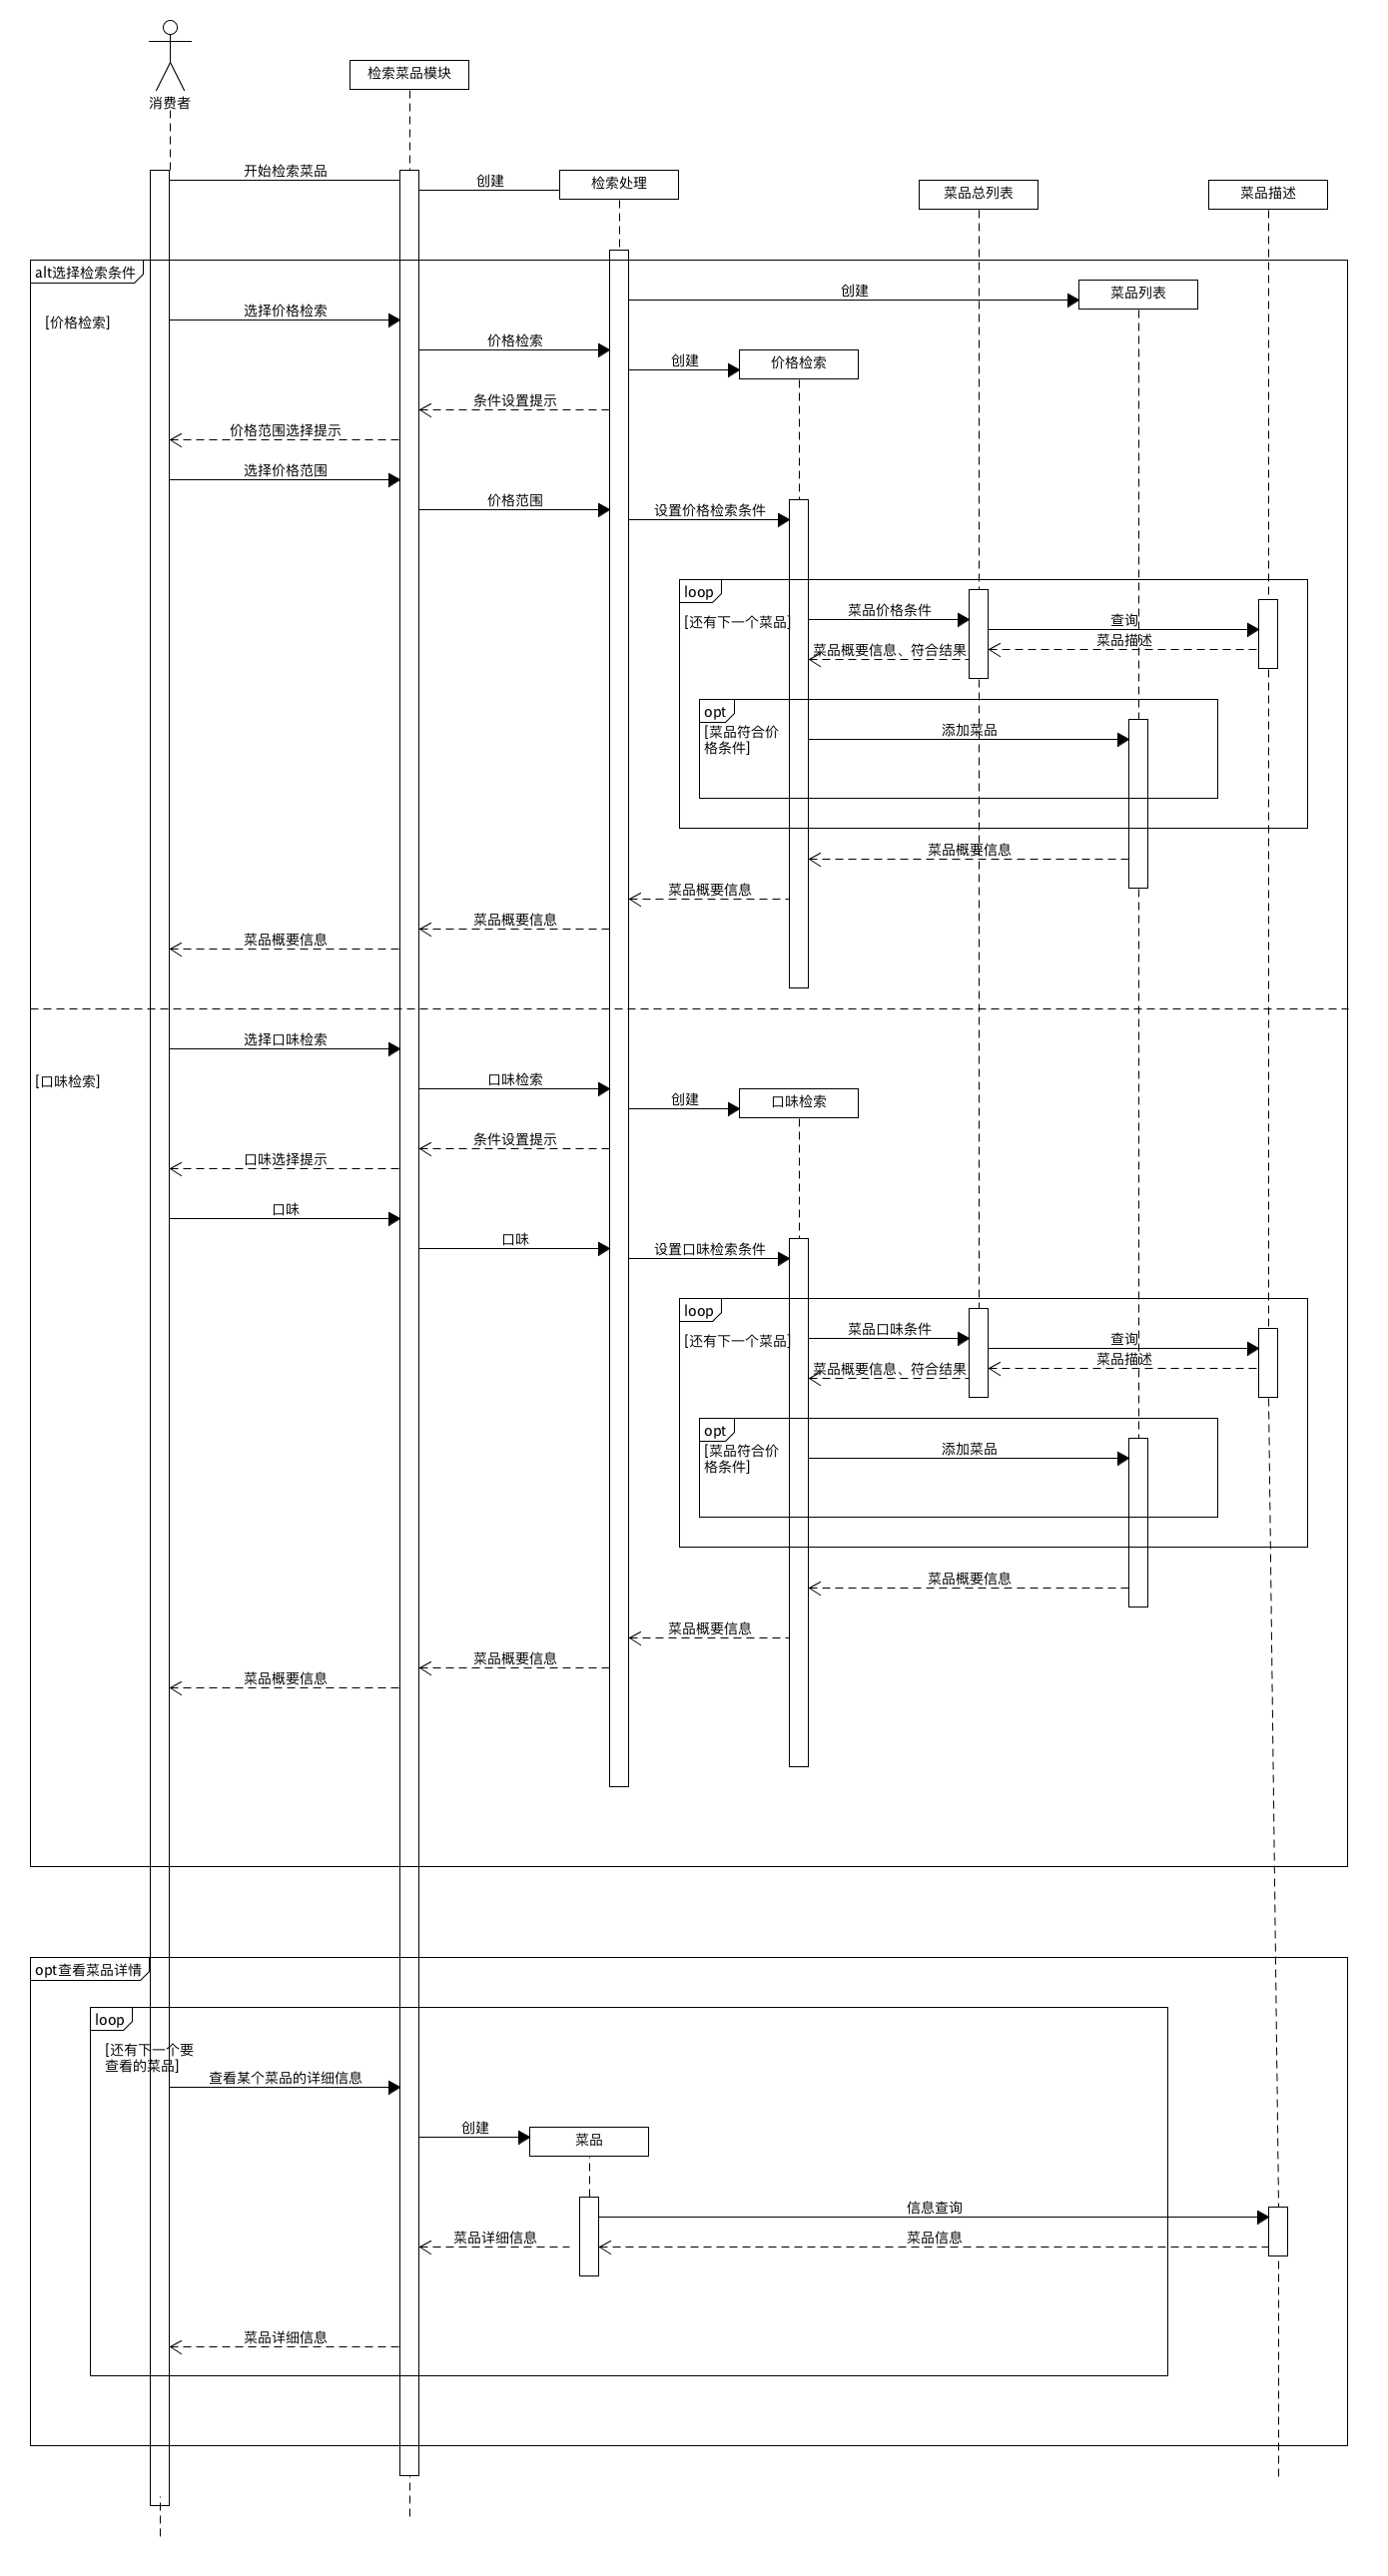 消费者
检索菜品模块
开始检索菜品
创建
检索处理
菜品总列表
菜品描述
alt选择检索条件
创建
菜品列表
[价格检索]
选择价格检索
价格检索
创建
价格检索
条件设置提示
价格范围选择提示
选择价格范围
价格范围
设置价格检索条件
loop
[还有下一个菜品]
菜品价格条件
查询
菜品描述
菜品概要信息、符合结果
opt
[菜品符合价
格条件]
添加菜品
菜品概要信息
菜品概要信息
菜品概要信息
菜品概要信息
选择口味检索
[口味检索]
口味检索
创建
口味检索
条件设置提示
口味选择提示
口味
口味
设置口味检索条件
loop
[还有下一个菜品]
菜品口味条件
查询
菜品描述
菜品概要信息、符合结果
opt
[菜品符合价
格条件]
添加菜品
菜品概要信息
菜品概要信息
菜品概要信息
菜品概要信息
opt查看菜品详情
loop
[还有下一个要
查看的菜品]
查看某个菜品的详细信息
创建
菜品
信息查询
菜品详细信息
菜品信息
菜品详细信息